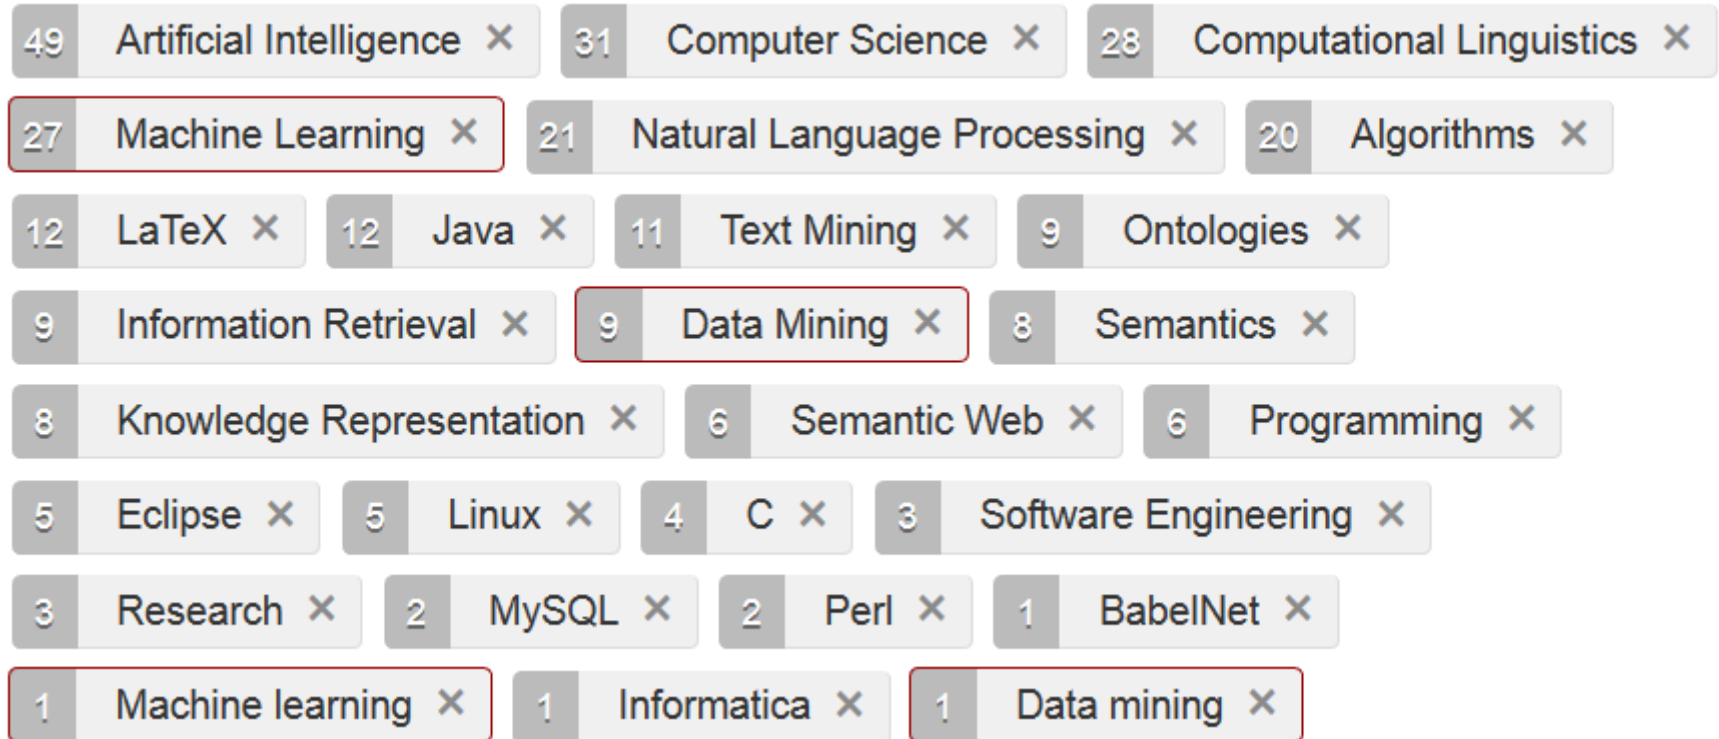 49 Artificial Intelligence × 31 Computer Science × 28 Computational Linguistics ×
27 Machine Learning × 21 Natural Language Processing × 20 Algorithms ×
12 LaTeX × 12 Java × 11 Text Mining × 9 Ontologies ×
9 Information Retrieval × 9 Data Mining × 8 Semantics ×
8 Knowledge Representation × 6 Semantic Web × 6 Programming ×
5 Eclipse × 5 Linux × 4 C × 3 Software Engineering ×
3 Research × 2 MySQL × 2 Perl × 1 BabelNet ×
1 Machine learning × 1 Informatica × 1 Data mining ×